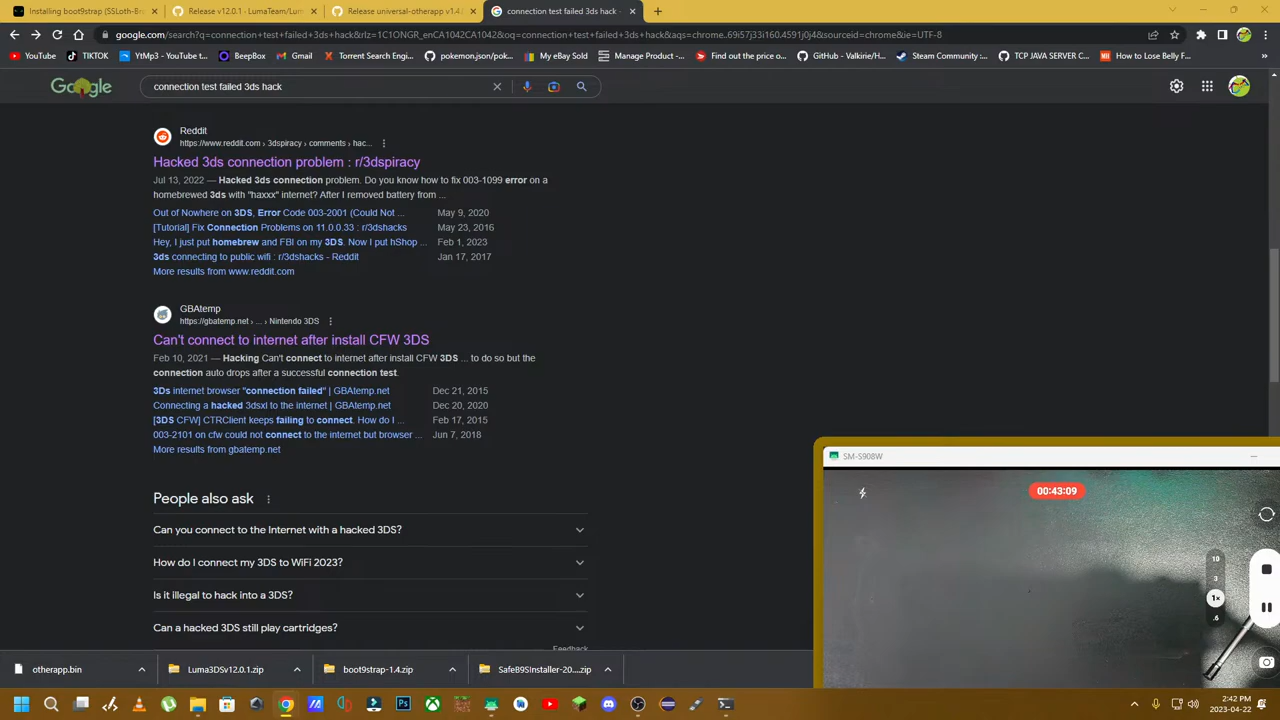 Installing boot9strap (SSLoth-Br
Release v12.0.1 · LumaTeam/Lum
Release universal-otherapp v1.4
connection test failed 3ds hack
google.com/search?q=connection+test+failed+3ds+hack&rlz=1C1ONGR_enCA1042CA1042&oq=connection+test+failed+3ds+hack&aqs=chrome..69i57j33i160.4591j0j4&sourceid=chrome&ie=UTF-8
YouTube
TIKTOK
YtMp3 - YouTube t...
BeepBox
Gmail
Torrent Search Engi...
pokemon.json/pok...
My eBay Sold
Manage Product -...
Find out the price o...
GitHub - Valkirie/H...
Steam Community :...
TCP JAVA SERVER C...
How to Lose Belly F...
Google
connection test failed 3ds hack
Reddit
https://www.reddit.com › 3dspiracy › comments › hac...
Hacked 3ds connection problem : r/3dspiracy
Jul 13, 2022 — Hacked 3ds connection problem. Do you know how to fix 003-1099 error on a
homebrewed 3ds with "haxxx" internet? After I removed battery from ...
Out of Nowhere on 3DS, Error Code 003-2001 (Could Not ... May 9, 2020
[Tutorial] Fix Connection Problems on 11.0.0.33 : r/3dshacks May 23, 2016
Hey, I just put homebrew and FBI on my 3DS. Now I put hShop ... Feb 1, 2023
3ds connecting to public wifi : r/3dshacks - Reddit Jan 17, 2017
More results from www.reddit.com
GBAtemp
https://gbatemp.net › ... › Nintendo 3DS
Can't connect to internet after install CFW 3DS
Feb 10, 2021 — Hacking Can't connect to internet after install CFW 3DS ... to do so but the
connection auto drops after a successful connection test.
3Ds internet browser "connection failed" | GBAtemp.net Dec 21, 2015
Connecting a hacked 3dsxl to the internet | GBAtemp.net Dec 20, 2020
[3DS CFW] CTRClient keeps failing to connect. How do I ... Feb 17, 2015
003-2101 on cfw could not connect to the internet but browser ... Jun 7, 2018
More results from gbatemp.net
People also ask
Can you connect to the Internet with a hacked 3DS?
How do I connect my 3DS to WiFi 2023?
Is it illegal to hack into a 3DS?
Can a hacked 3DS still play cartridges?
Feedback
SM-S908W
00:43:09
10
3
1×
.6
otherapp.bin
Luma3DSv12.0.1.zip
boot9strap-1.4.zip
SafeB9SInstaller-20....zip
2:42 PM
2023-04-22